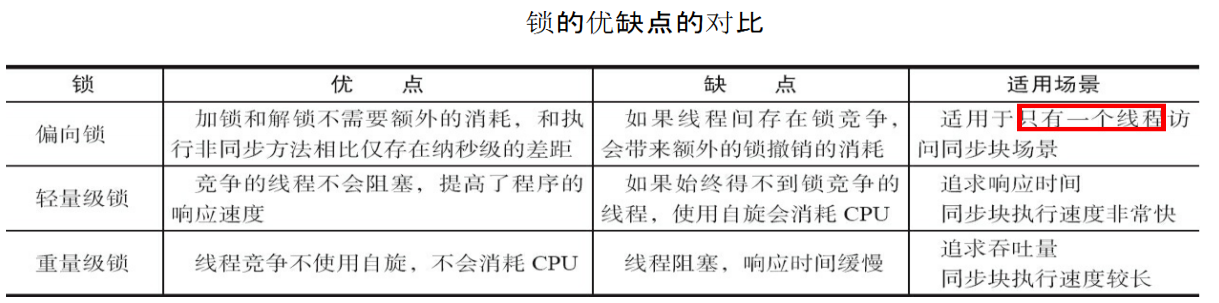 锁的优缺点的对比
锁 优 点 缺 点 适用场景
偏向锁 加锁和解锁不需要额外的消耗，和执 如果线程间存在锁竞争， 适用于只有一个线程访
行非同步方法相比仅存在纳秒级的差距 会带来额外的锁撤销的消耗 问同步块场景
轻量级锁 竞争的线程不会阻塞，提高了程序的 如果始终得不到锁竞争的 追求响应时间
响应速度 线程，使用自旋会消耗 CPU 同步块执行速度非常快
重量级锁 线程竞争不使用自旋，不会消耗 CPU 线程阻塞，响应时间缓慢 追求吞吐量
同步块执行速度较长